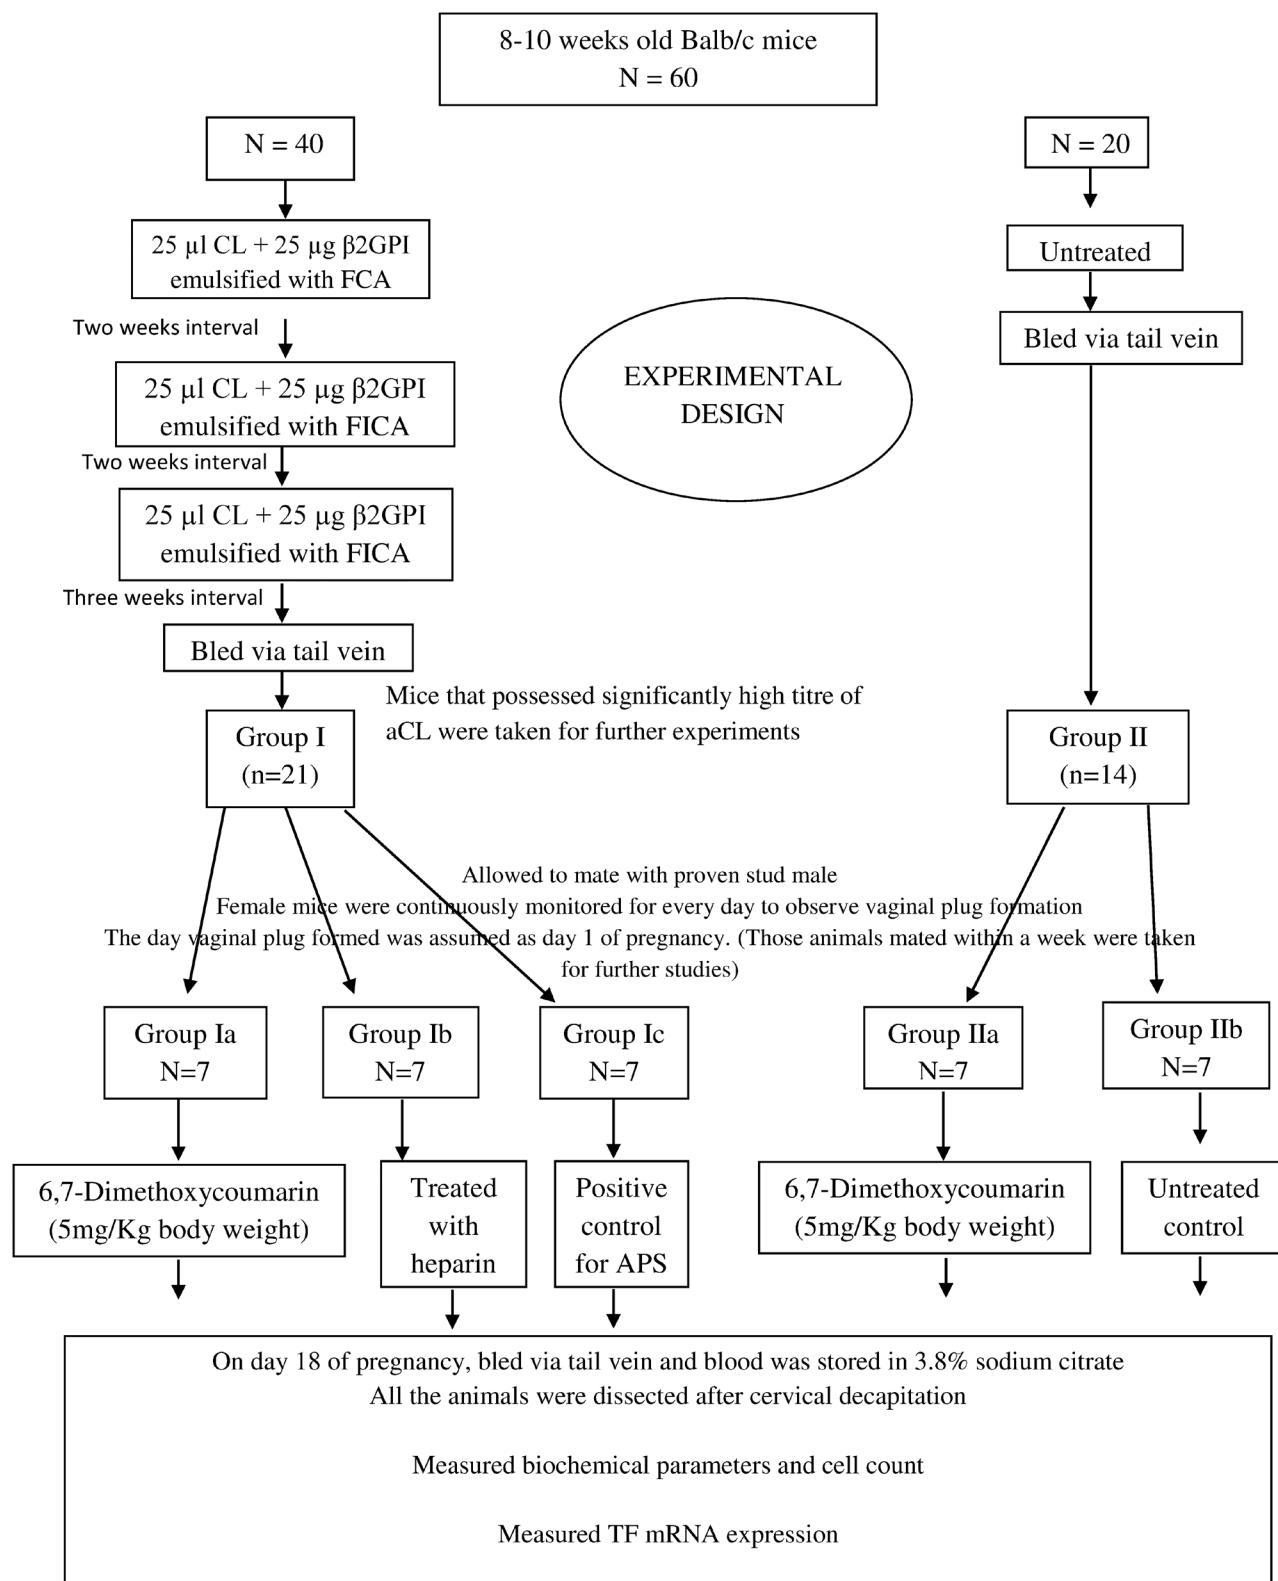 8-10 weeks old Balb/c mice
N = 60
N = 40
N = 20
25 µl CL + 25 µg β2GPI
emulsified with FCA
Untreated
Two weeks interval
Bled via tail vein
25 µl CL + 25 µg β2GPI
emulsified with FICA
EXPERIMENTAL
DESIGN
Two weeks interval
25 µl CL + 25 µg β2GPI
emulsified with FICA
Three weeks interval
Bled via tail vein
Mice that possessed significantly high titre of
aCL were taken for further experiments
Group I
(n=21)
Group II
(n=14)
Allowed to mate with proven stud male
Female mice were continuously monitored for every day to observe vaginal plug formation
The day vaginal plug formed was assumed as day 1 of pregnancy. (Those animals mated within a week were taken
for further studies)
Group Ia
N=7
Group Ib
N=7
Group Ic
N=7
Group IIa
N=7
Group IIb
N=7
6,7-Dimethoxycoumarin
(5mg/Kg body weight)
Treated
with
heparin
Positive
control
for APS
6,7-Dimethoxycoumarin
(5mg/Kg body weight)
Untreated
control
On day 18 of pregnancy, bled via tail vein and blood was stored in 3.8% sodium citrate
All the animals were dissected after cervical decapitation
Measured biochemical parameters and cell count
Measured TF mRNA expression